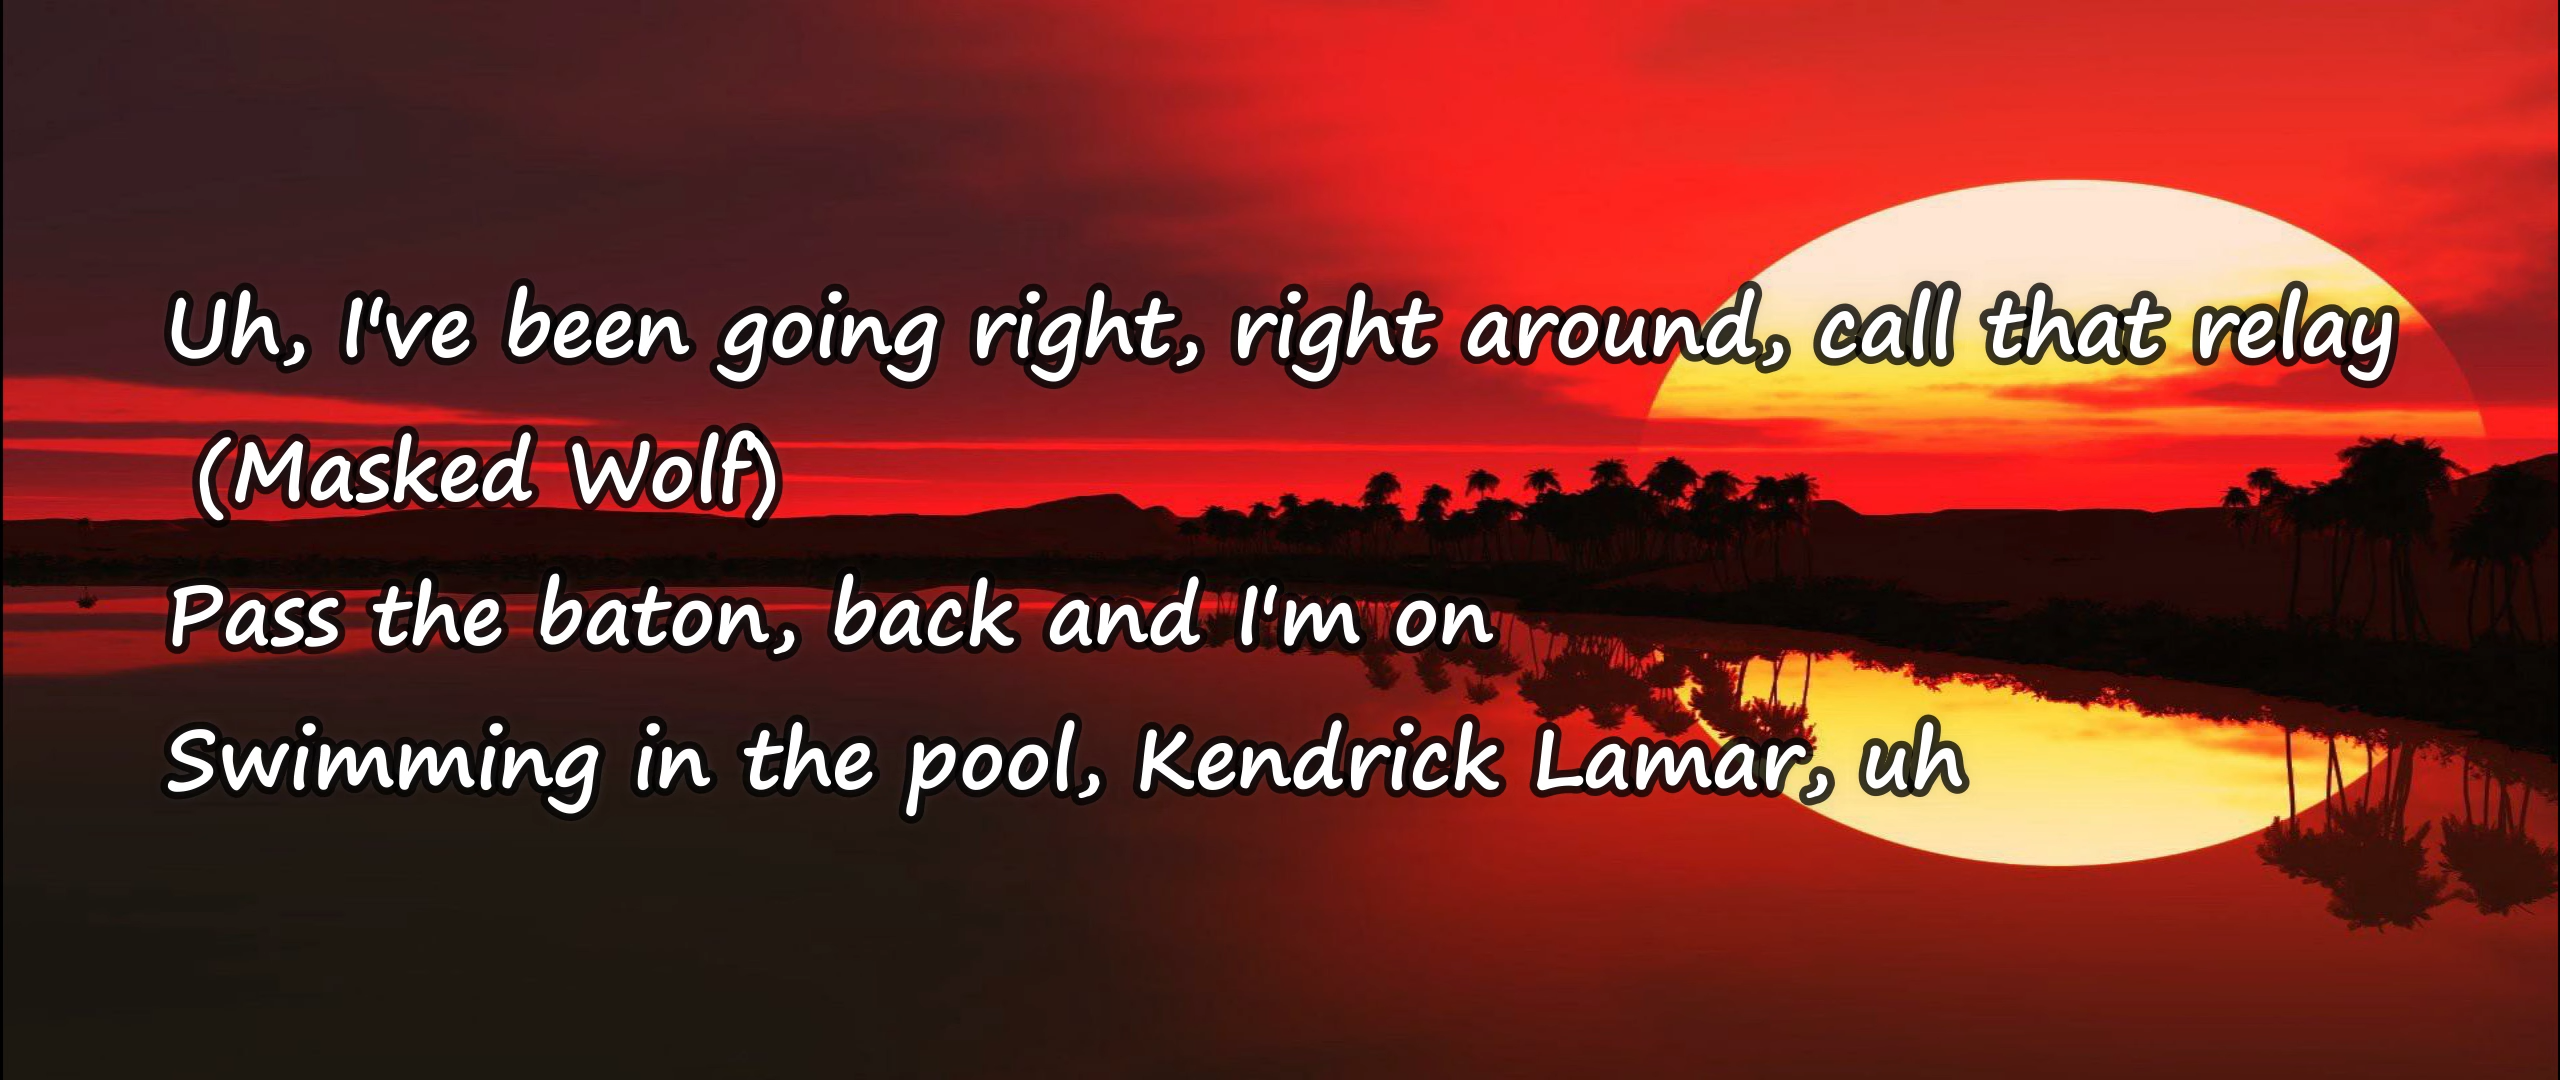 Uh, I've been going right, right around, call that relay
(Masked Wolf)
Pass the baton, back and I'm on
Swimming in the pool, Kendrick Lamar, uh